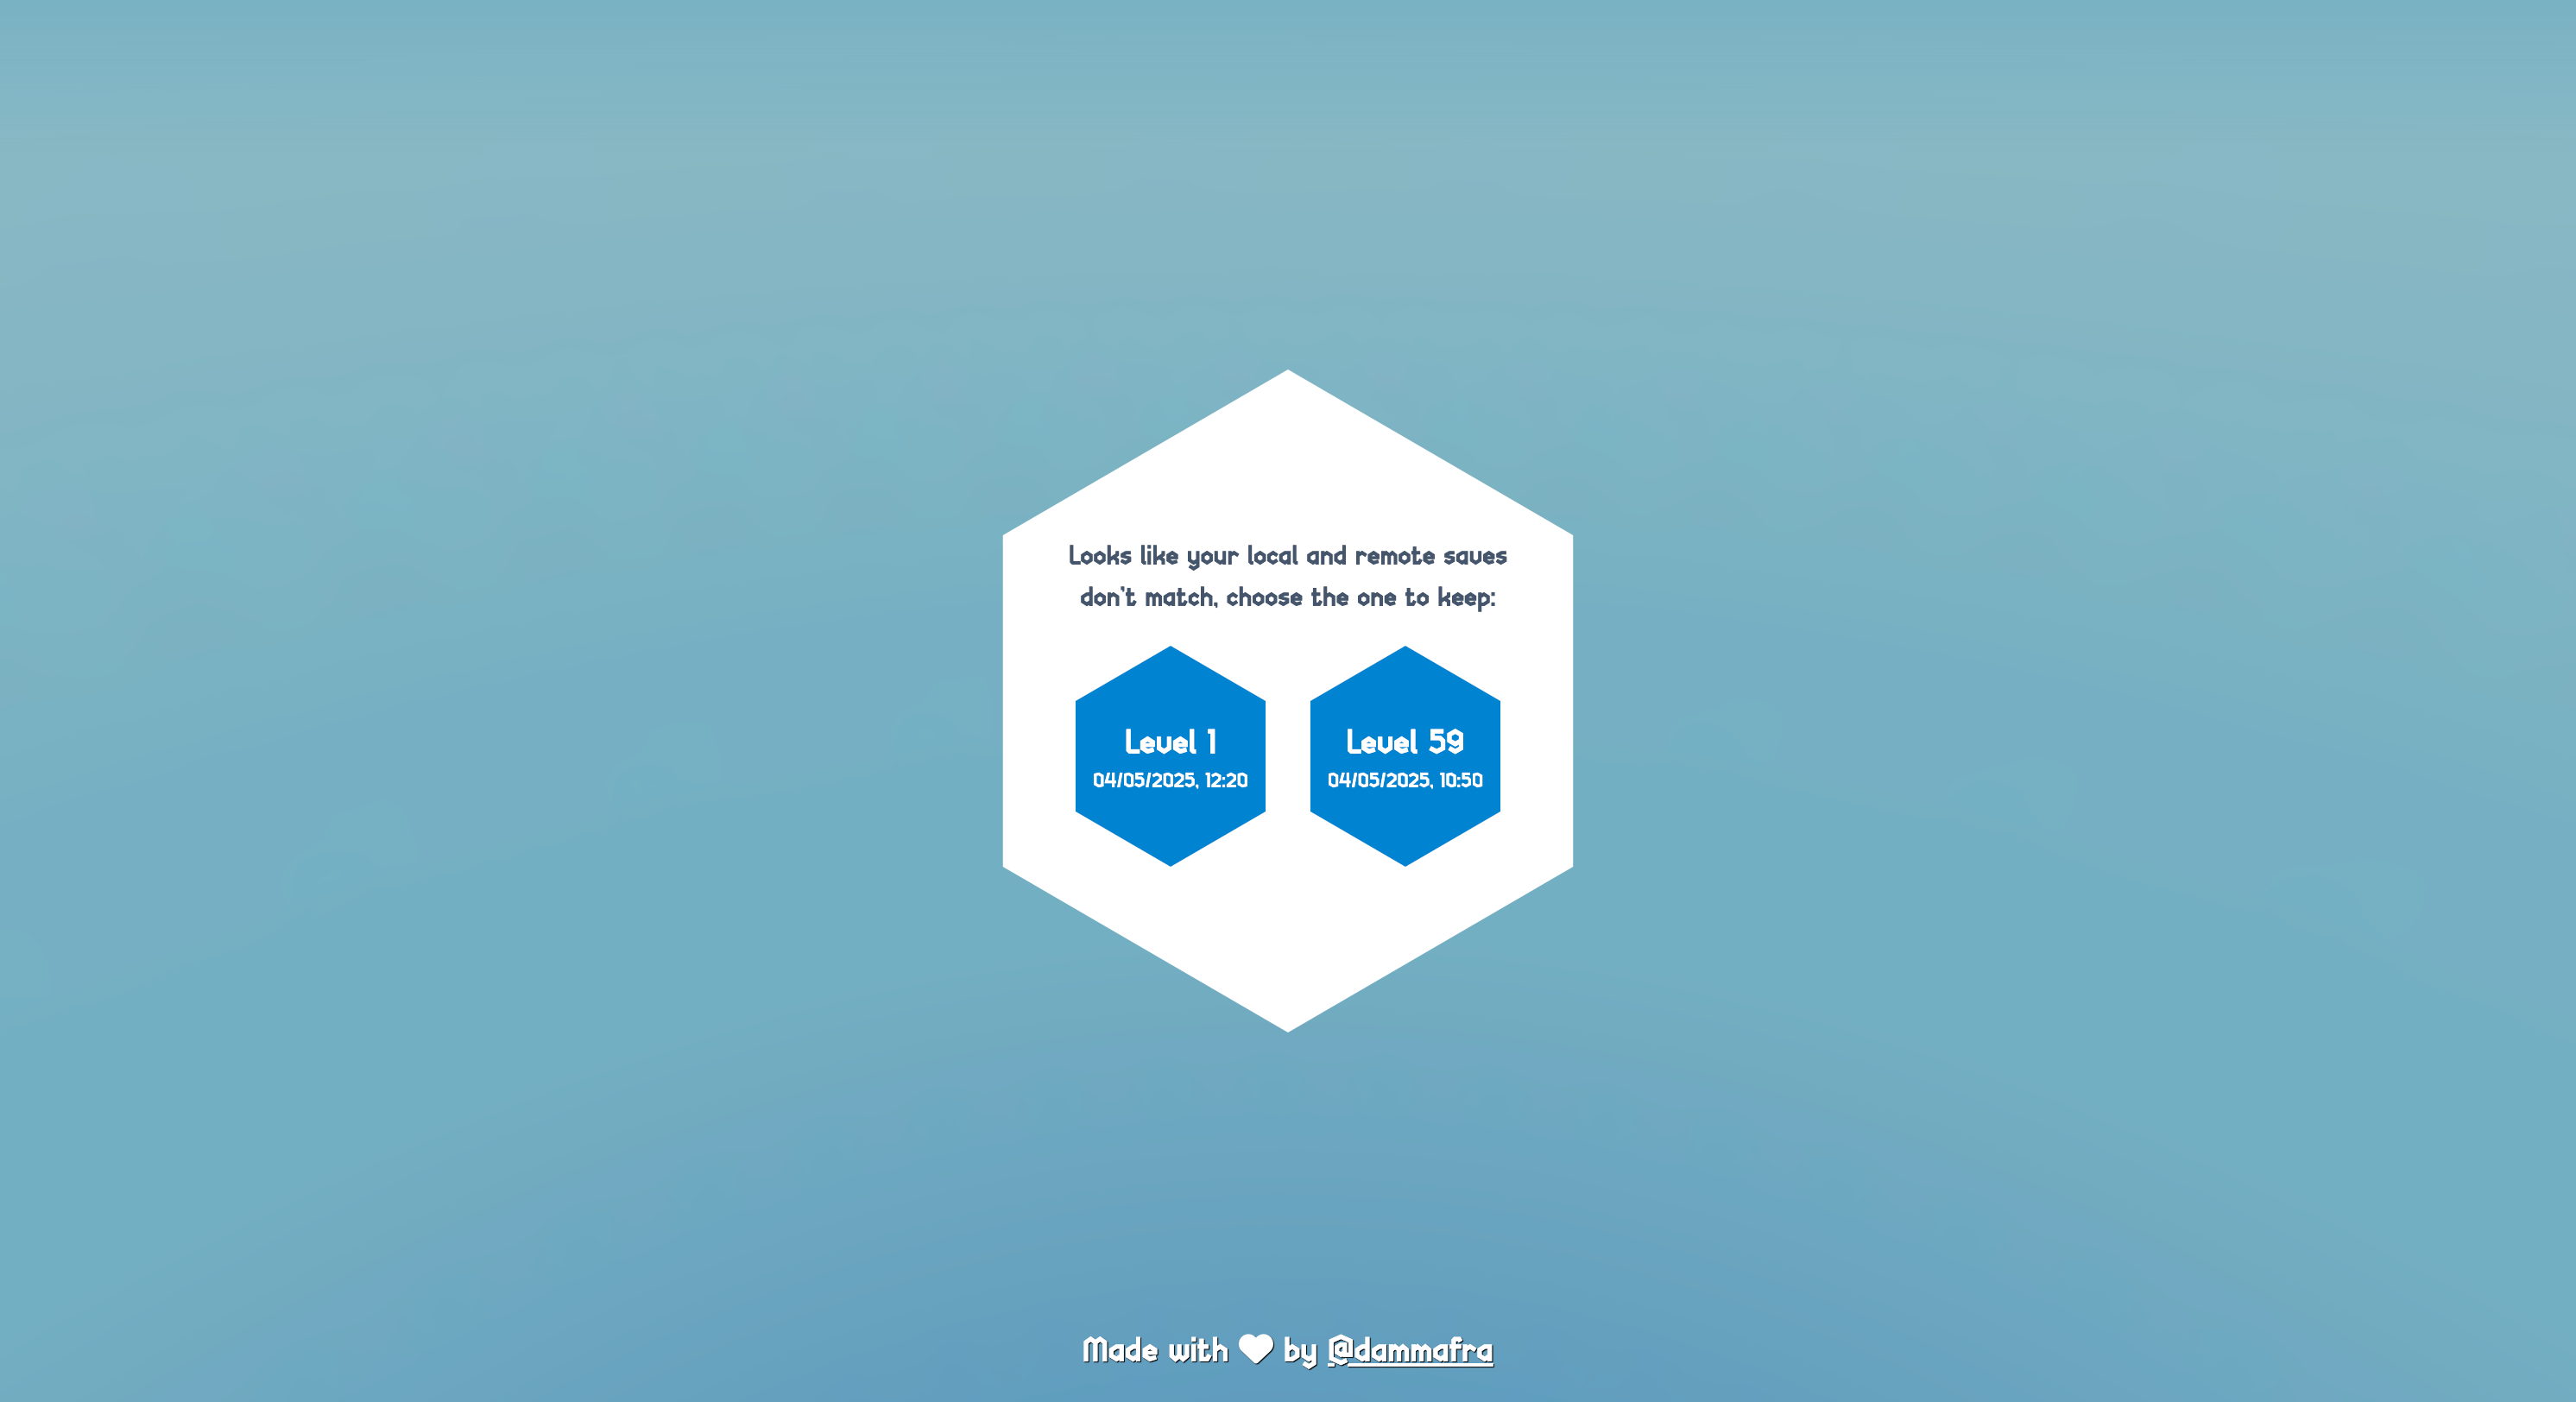 Looks like your local and remote saves
don't match, choose the one to keep:
Level 1
04/05/2025, 12:20
Level 59
04/05/2025, 10:50
Made with ♥ by @dammafra